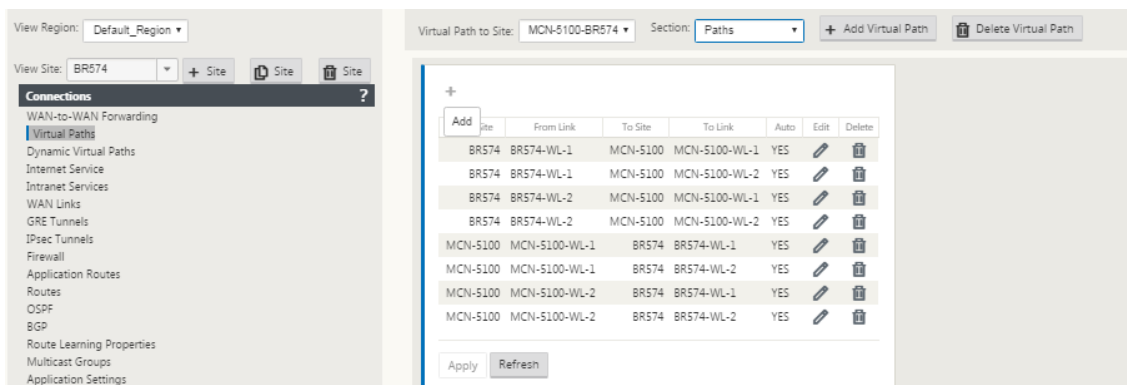 View Region: Default_Region
Virtual Path to Site: MCN-5100-BR574 Section: Paths + Add Virtual Path Delete Virtual Path
View Site: BR574 + Site Site Site
Connections ?
WAN-to-WAN Forwarding
Virtual Paths
Dynamic Virtual Paths
Internet Service
Intranet Services
WAN Links
GRE Tunnels
IPsec Tunnels
Firewall
Application Routes
Routes
OSPF
BGP
Route Learning Properties
Multicast Groups
Application Settings
+
Add
Site From Link To Site To Link Auto Edit Delete
BR574 BR574-WL-1 MCN-5100 MCN-5100-WL-1 YES
BR574 BR574-WL-1 MCN-5100 MCN-5100-WL-2 YES
BR574 BR574-WL-2 MCN-5100 MCN-5100-WL-1 YES
BR574 BR574-WL-2 MCN-5100 MCN-5100-WL-2 YES
MCN-5100 MCN-5100-WL-1 BR574 BR574-WL-1 YES
MCN-5100 MCN-5100-WL-1 BR574 BR574-WL-2 YES
MCN-5100 MCN-5100-WL-2 BR574 BR574-WL-1 YES
MCN-5100 MCN-5100-WL-2 BR574 BR574-WL-2 YES
Apply Refresh